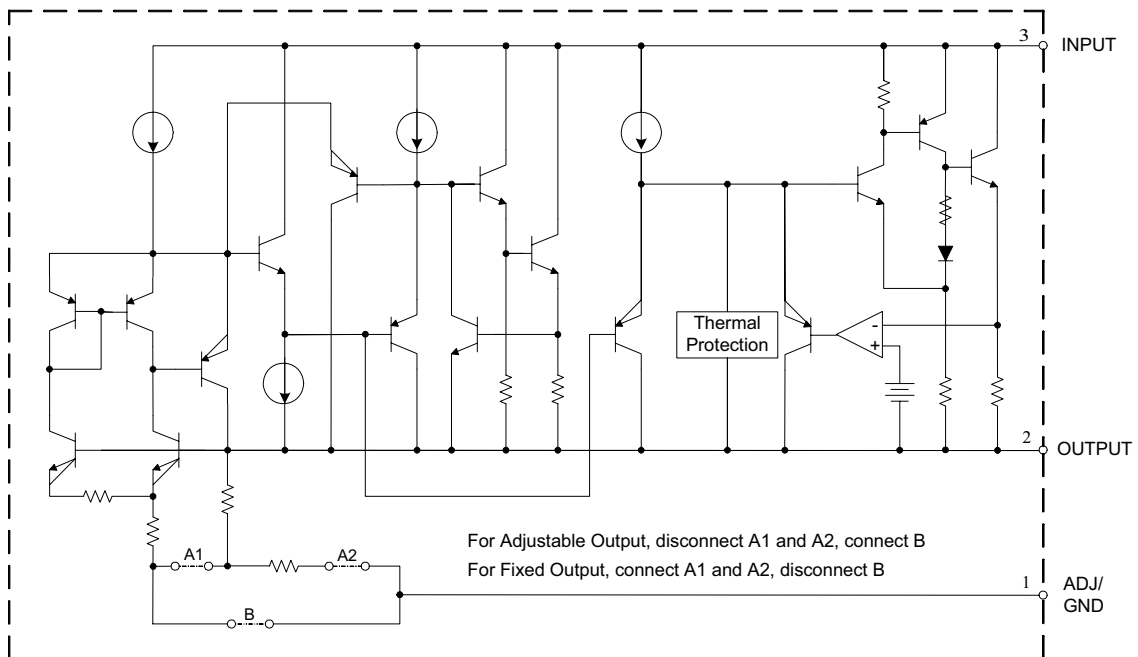 3
INPUT
Thermal
Protection
-
+
2
OUTPUT
A1
A2
For Adjustable Output, disconnect A1 and A2, connect B
For Fixed Output, connect A1 and A2, disconnect B
B
1
ADJ/
GND